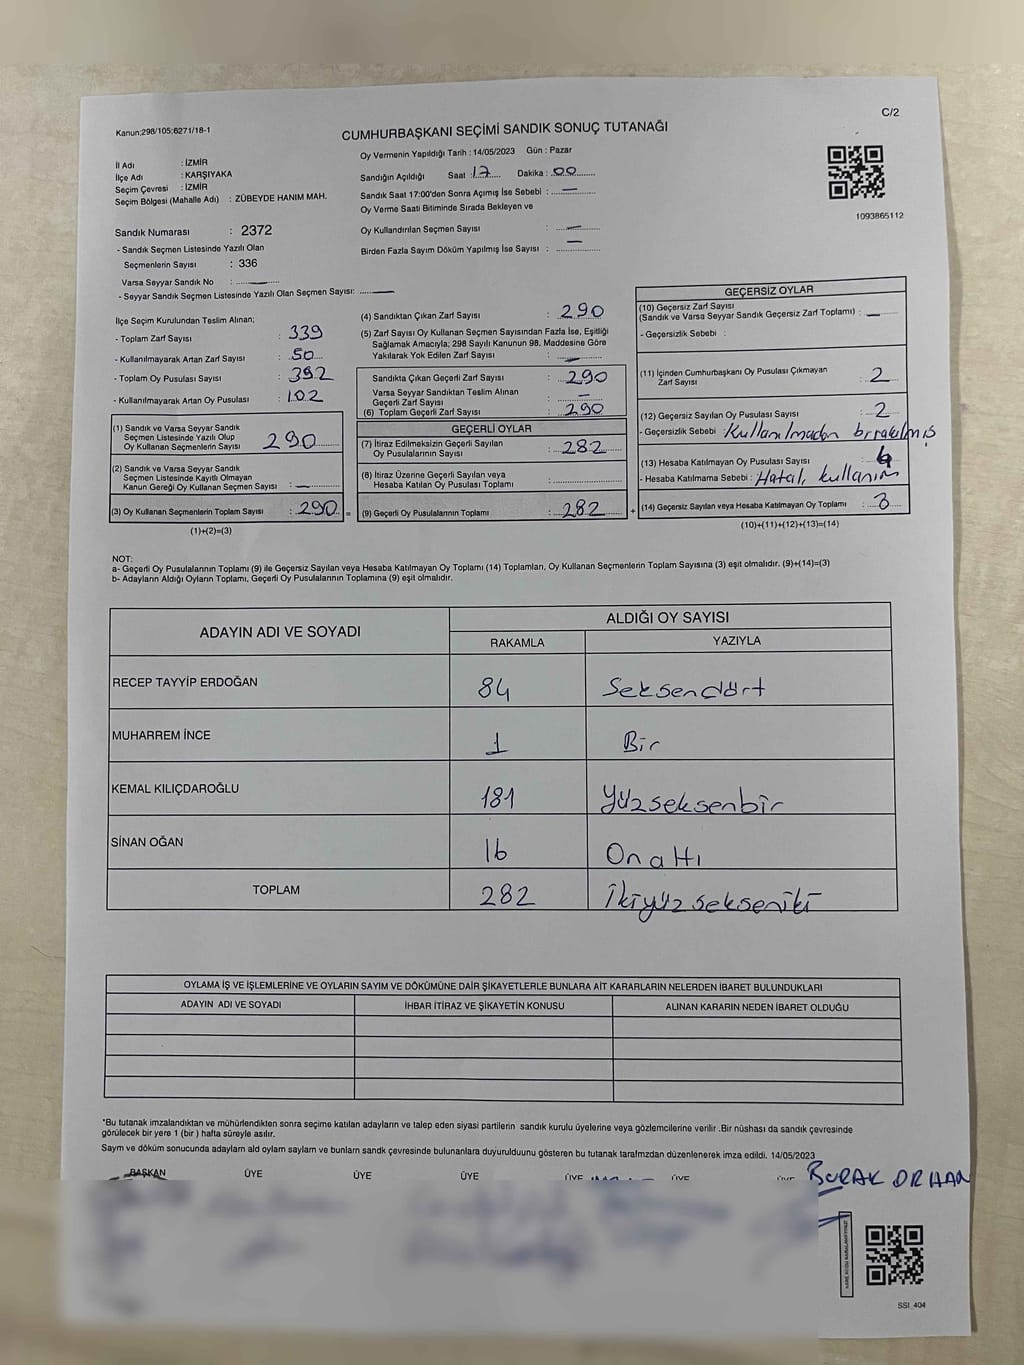 C/2
Kanun;298/105;6271/18-1
CUMHURBAŞKANI SEÇİMİ SANDIK SONUÇ TUTANAĞI
Oy Vermenin Yapıldığı Tarih : 14/05/2023 Gün : Pazar
İl Adı : İZMİR
İlçe Adı : KARŞIYAKA
Seçim Çevresi : İZMİR
Seçim Bölgesi (Mahalle Adı) : ZÜBEYDE HANIM MAH.
Sandığın Açıldığı Saat : 17 Dakika : 00
Sandık Saat 17:00'den Sonra Açımış İse Sebebi : —
Oy Verme Saati Bitiminde Sırada Bekleyen ve
Oy Kullandırılan Seçmen Sayısı : —
Birden Fazla Sayım Döküm Yapılmış İse Sayısı : —
1093865112
Sandık Numarası : 2372
- Sandık Seçmen Listesinde Yazılı Olan
Seçmenlerin Sayısı : 336
Varsa Seyyar Sandık No : —
- Seyyar Sandık Seçmen Listesinde Yazılı Olan Seçmen Sayısı: —
İlçe Seçim Kurulundan Teslim Alınan;
- Toplam Zarf Sayısı : 339
- Kullanılmayarak Artan Zarf Sayısı : 50
- Toplam Oy Pusulası Sayısı : 392
- Kullanılmayarak Artan Oy Pusulası : 102
(1) Sandık ve Varsa Seyyar Sandık
Seçmen Listesinde Yazılı Olup
Oy Kullanan Seçmenlerin Sayısı : 290
(2) Sandık ve Varsa Seyyar Sandık
Seçmen Listesinde Kayıtlı Olmayan
Kanun Gereği Oy Kullanan Seçmen Sayısı : —
(3) Oy Kullanan Seçmenlerin Toplam Sayısı : 290 =
(1)+(2)=(3)
(4) Sandıktan Çıkan Zarf Sayısı : 290
(5) Zarf Sayısı Oy Kullanan Seçmen Sayısından Fazla İse, Eşitliği
Sağlamak Amacıyla; 298 Sayılı Kanunun 98. Maddesine Göre
Yakılarak Yok Edilen Zarf Sayısı : —
Sandıkta Çıkan Geçerli Zarf Sayısı : 290
Varsa Seyyar Sandıktan Teslim Alınan
Geçerli Zarf Sayısı : —
(6) Toplam Geçerli Zarf Sayısı : 290
GEÇERLİ OYLAR
(7) İtiraz Edilmeksizin Geçerli Sayılan
Oy Pusulalarının Sayısı : 282
(8) İtiraz Üzerine Geçerli Sayılan veya
Hesaba Katılan Oy Pusulası Toplamı :
(9) Geçerli Oy Pusulalarının Toplamı : 282 +
GEÇERSİZ OYLAR
(10) Geçersiz Zarf Sayısı
(Sandık ve Varsa Seyyar Sandık Geçersiz Zarf Toplamı) : —
- Geçersizlik Sebebi :
(11) İçinden Cumhurbaşkanı Oy Pusulası Çıkmayan
Zarf Sayısı : 2
(12) Geçersiz Sayılan Oy Pusulası Sayısı : 2
- Geçersizlik Sebebi : Kullanılmadan bırakılmış
(13) Hesaba Katılmayan Oy Pusulası Sayısı : 4
- Hesaba Katılmama Sebebi : Hatalı kullanım
(14) Geçersiz Sayılan veya Hesaba Katılmayan Oy Toplamı :
(10)+(11)+(12)+(13)=(14)
NOT:
a- Geçerli Oy Pusulalarının Toplamı (9) ile Geçersiz Sayılan veya Hesaba Katılmayan Oy Toplamı (14) Toplamları, Oy Kullanan Seçmenlerin Toplam Sayısına (3) eşit olmalıdır. (9)+(14)=(3)
b- Adayların Aldığı Oyların Toplamı, Geçerli Oy Pusulalarının Toplamına (9) eşit olmalıdır.
ADAYIN ADI VE SOYADI ALDIĞI OY SAYISI
RAKAMLA YAZIYLA
RECEP TAYYİP ERDOĞAN 84 Seksendört
MUHARREM İNCE 1 Bir
KEMAL KILIÇDAROĞLU 181 Yüzseksenbir
SİNAN OĞAN 16 Onaltı
TOPLAM 282 İkiyüzsekseniki
OYLAMA İŞ VE İŞLEMLERİNE VE OYLARIN SAYIM VE DÖKÜMÜNE DAİR ŞİKAYETLERLE BUNLARA AİT KARARLARIN NELERDEN İBARET BULUNDUKLARI
ADAYIN ADI VE SOYADI İHBAR İTİRAZ VE ŞİKAYETİN KONUSU ALINAN KARARIN NEDEN İBARET OLDUĞU
*Bu tutanak imzalandıktan ve mühürlendikten sonra seçime katılan adayların ve talep eden siyasi partilerin sandık kurulu üyelerine veya gözlemcilerine verilir .Bir nüshası da sandık çevresinde
görülecek bir yere 1 (bir ) hafta süreyle asılır.
Sayım ve döküm sonucunda adayların ald oyların sayların ve bunların sandk çevresinde bulunanlara duyurulduunu gösteren bu tutanak tarafmzdan düzenlenerek imza edildi. 14/05/2023
BAŞKAN ÜYE ÜYE ÜYE ÜYE ÜYE BURAK ORHAN
SSI_404